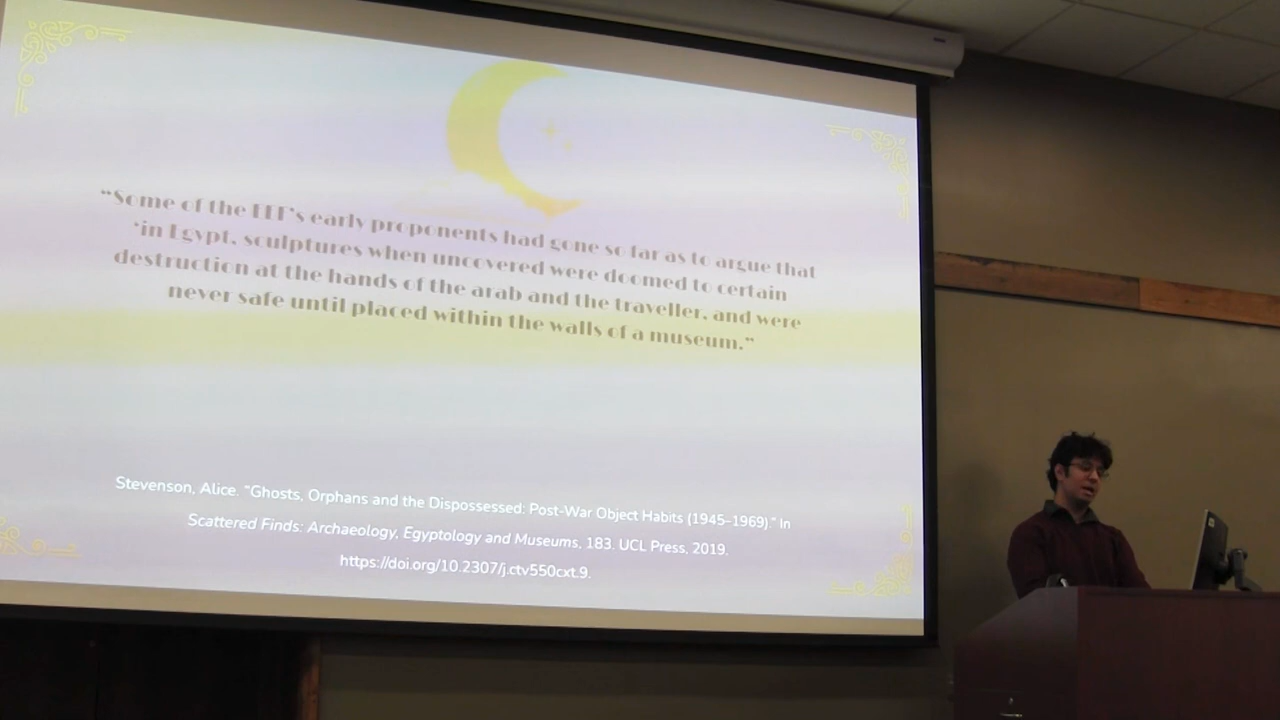 “Some of the EEF’s early proponents had gone so far as to argue that
‘in Egypt, sculptures when uncovered were doomed to certain
destruction at the hands of the arab and the traveller, and were
never safe until placed within the walls of a museum.”
Stevenson, Alice. “Ghosts, Orphans and the Dispossessed: Post-War Object Habits (1945–1969).” In
Scattered Finds: Archaeology, Egyptology and Museums, 183. UCL Press, 2019.
https://doi.org/10.2307/j.ctv550cxt.9.